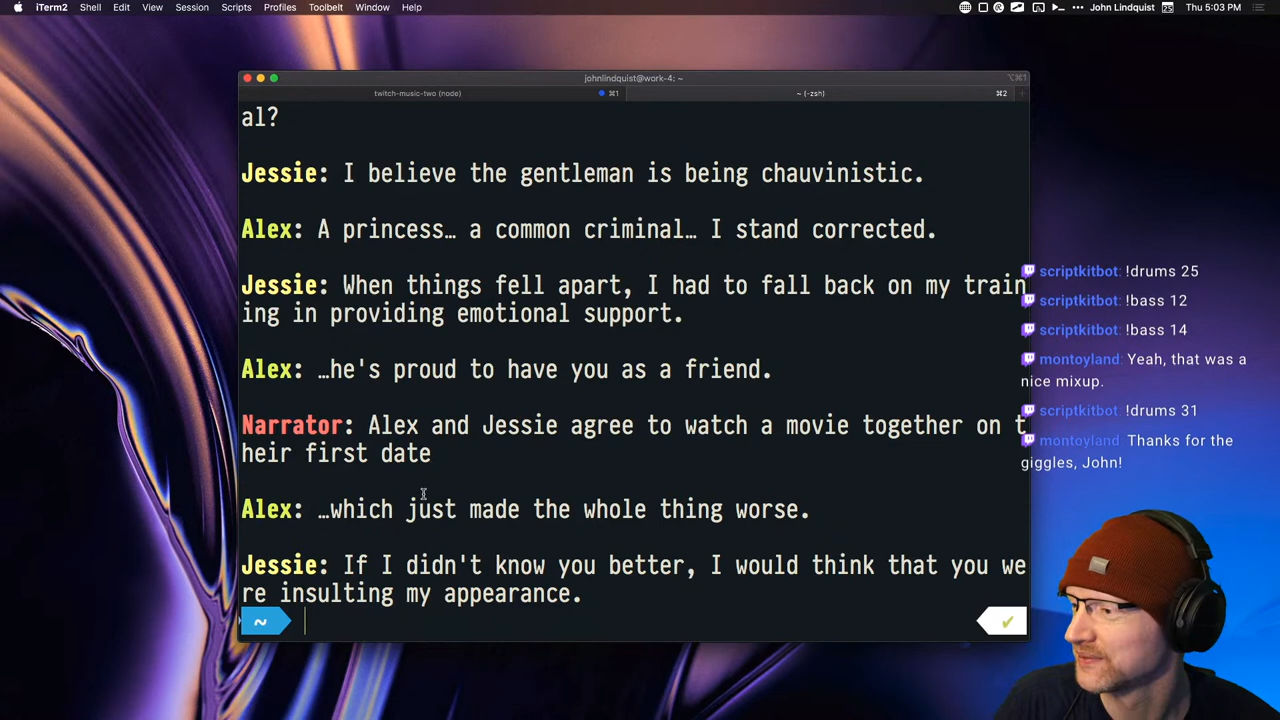 iTerm2 Shell Edit View Session Scripts Profiles Toolbelt Window Help
John Lindquist 25 Thu 5:03 PM
johnlindquist@work-4: ~
⌥⌘1
twitch-music-two (node) ⌘1
~ (-zsh) ⌘2
al?
Jessie: I believe the gentleman is being chauvinistic.
Alex: A princess… a common criminal… I stand corrected.
Jessie: When things fell apart, I had to fall back on my train
ing in providing emotional support.
Alex: …he's proud to have you as a friend.
Narrator: Alex and Jessie agree to watch a movie together on t
heir first date
Alex: …which just made the whole thing worse.
Jessie: If I didn't know you better, I would think that you we
re insulting my appearance.
~
scriptkitbot: !drums 25
scriptkitbot: !bass 12
scriptkitbot: !bass 14
montoyland: Yeah, that was a
nice mixup.
scriptkitbot: !drums 31
montoyland: Thanks for the
giggles, John!